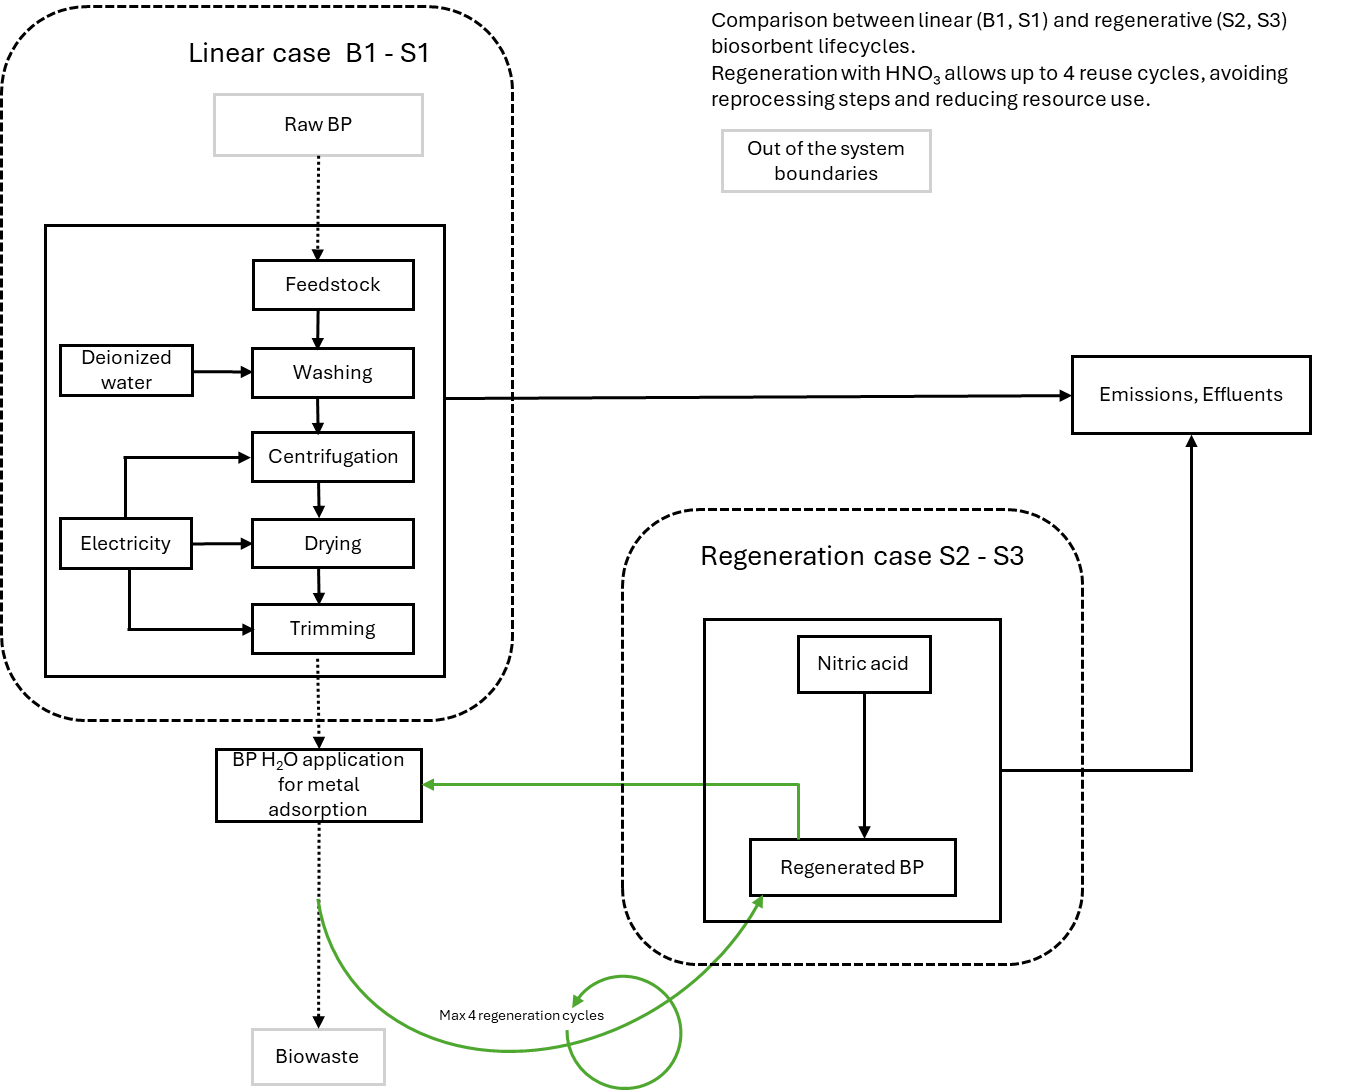 Linear case B1 - S1
Comparison between linear (B1, S1) and regenerative (S2, S3)
biosorbent lifecycles.
Regeneration with HNO₃ allows up to 4 reuse cycles, avoiding
reprocessing steps and reducing resource use.
Out of the system
boundaries
Raw BP
Feedstock
Deionized
water
Washing
Centrifugation
Electricity
Drying
Trimming
Emissions, Effluents
Regeneration case S2 - S3
Nitric acid
Regenerated BP
BP H₂O application
for metal
adsorption
Max 4 regeneration cycles
Biowaste